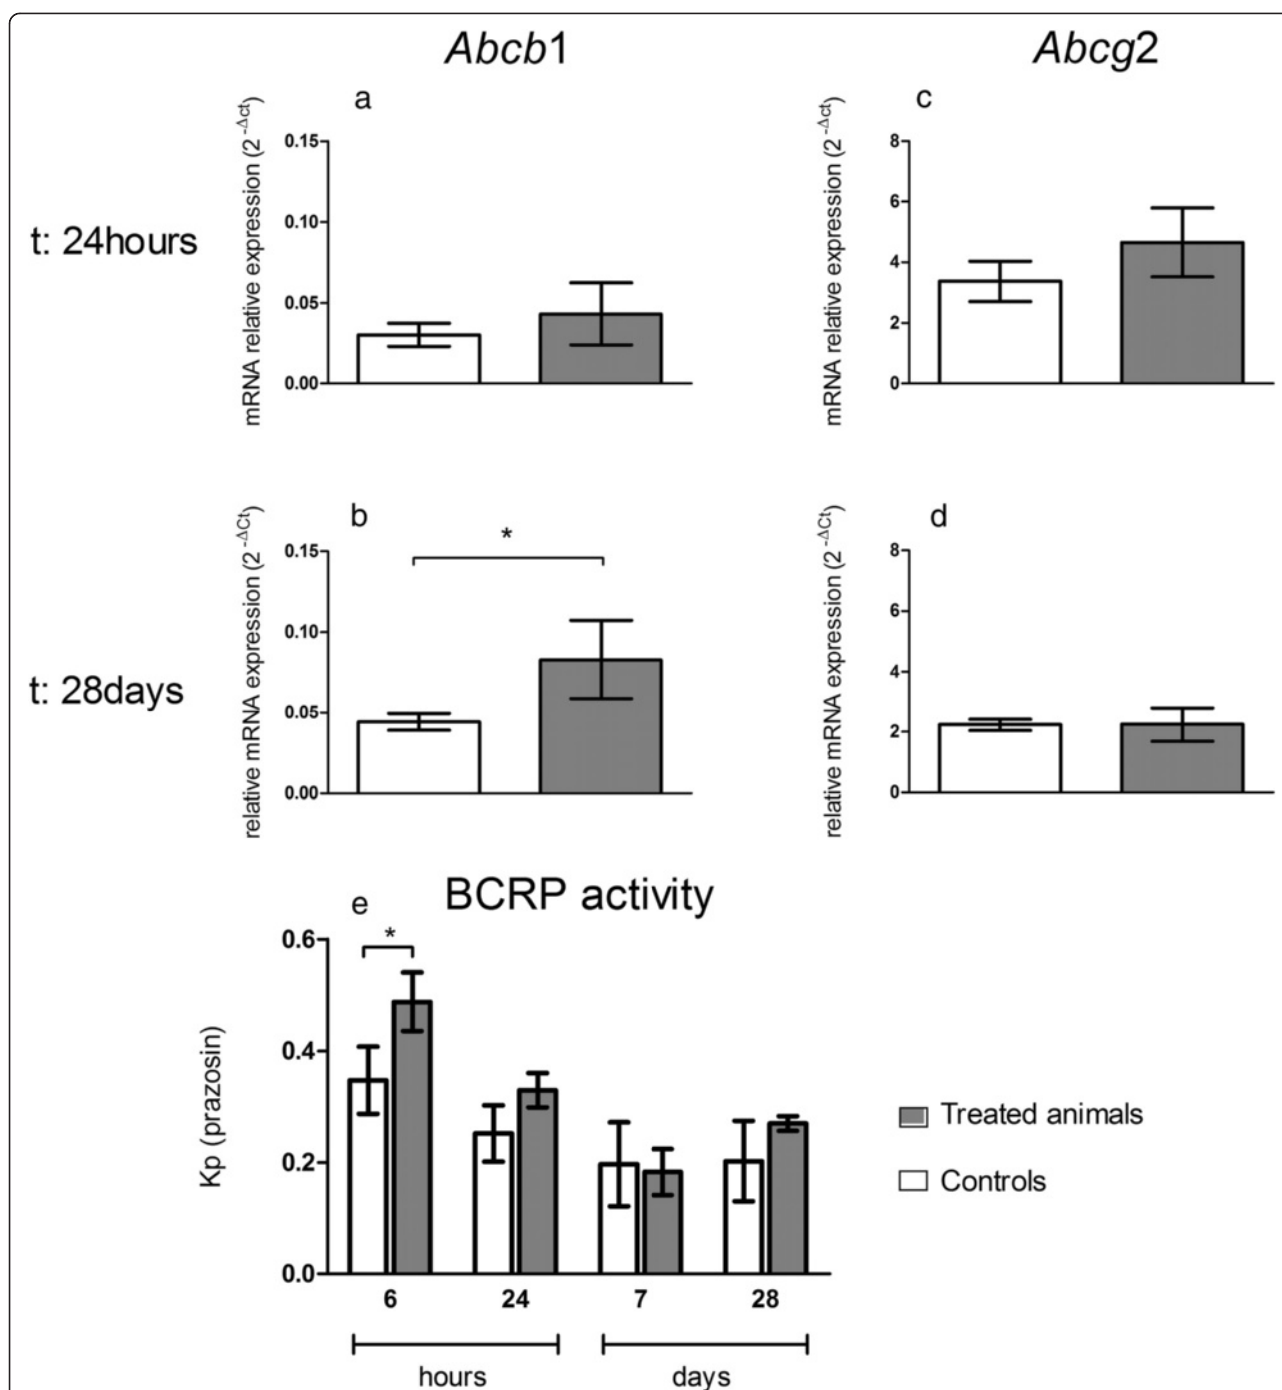 Abcb1
Abcg2
t: 24hours
a
mRNA relative expression (2^-Δct)
0.15
0.10
0.05
0.00
c
mRNA relative expression (2^-Δct)
8
6
4
2
0
t: 28days
b
relative mRNA expression (2^-ΔCt)
0.15
0.10
0.05
0.00
*
d
relative mRNA expression (2^-ΔCt)
8
6
4
2
0
BCRP activity
e
Kp (prazosin)
0.6
0.4
0.2
0.0
*
6 24 7 28
hours days
Treated animals
Controls